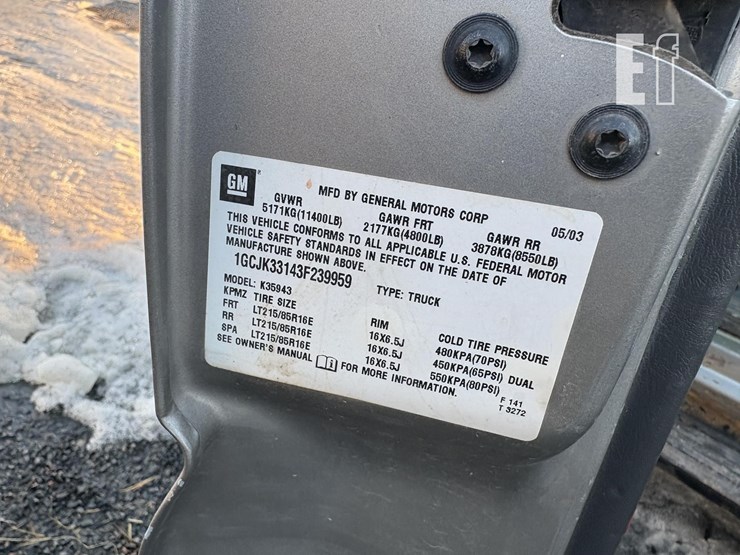 Ef
GM
MFD BY GENERAL MOTORS CORP 05/03
GVWR GAWR FRT GAWR RR
5171KG(11400LB) 2177KG(4800LB) 3878KG(8550LB)
THIS VEHICLE CONFORMS TO ALL APPLICABLE U.S. FEDERAL MOTOR
VEHICLE SAFETY STANDARDS IN EFFECT ON THE DATE OF
MANUFACTURE SHOWN ABOVE.
1GCJK33143F239959 TYPE: TRUCK
MODEL: K35943
KPMZ TIRE SIZE RIM COLD TIRE PRESSURE
FRT LT215/85R16E 16X6.5J 480KPA(70PSI)
RR LT215/85R16E 16X6.5J 450KPA(65PSI) DUAL
SPA LT215/85R16E 16X6.5J 550KPA(80PSI)
SEE OWNER'S MANUAL FOR MORE INFORMATION.
F 141
T 3272